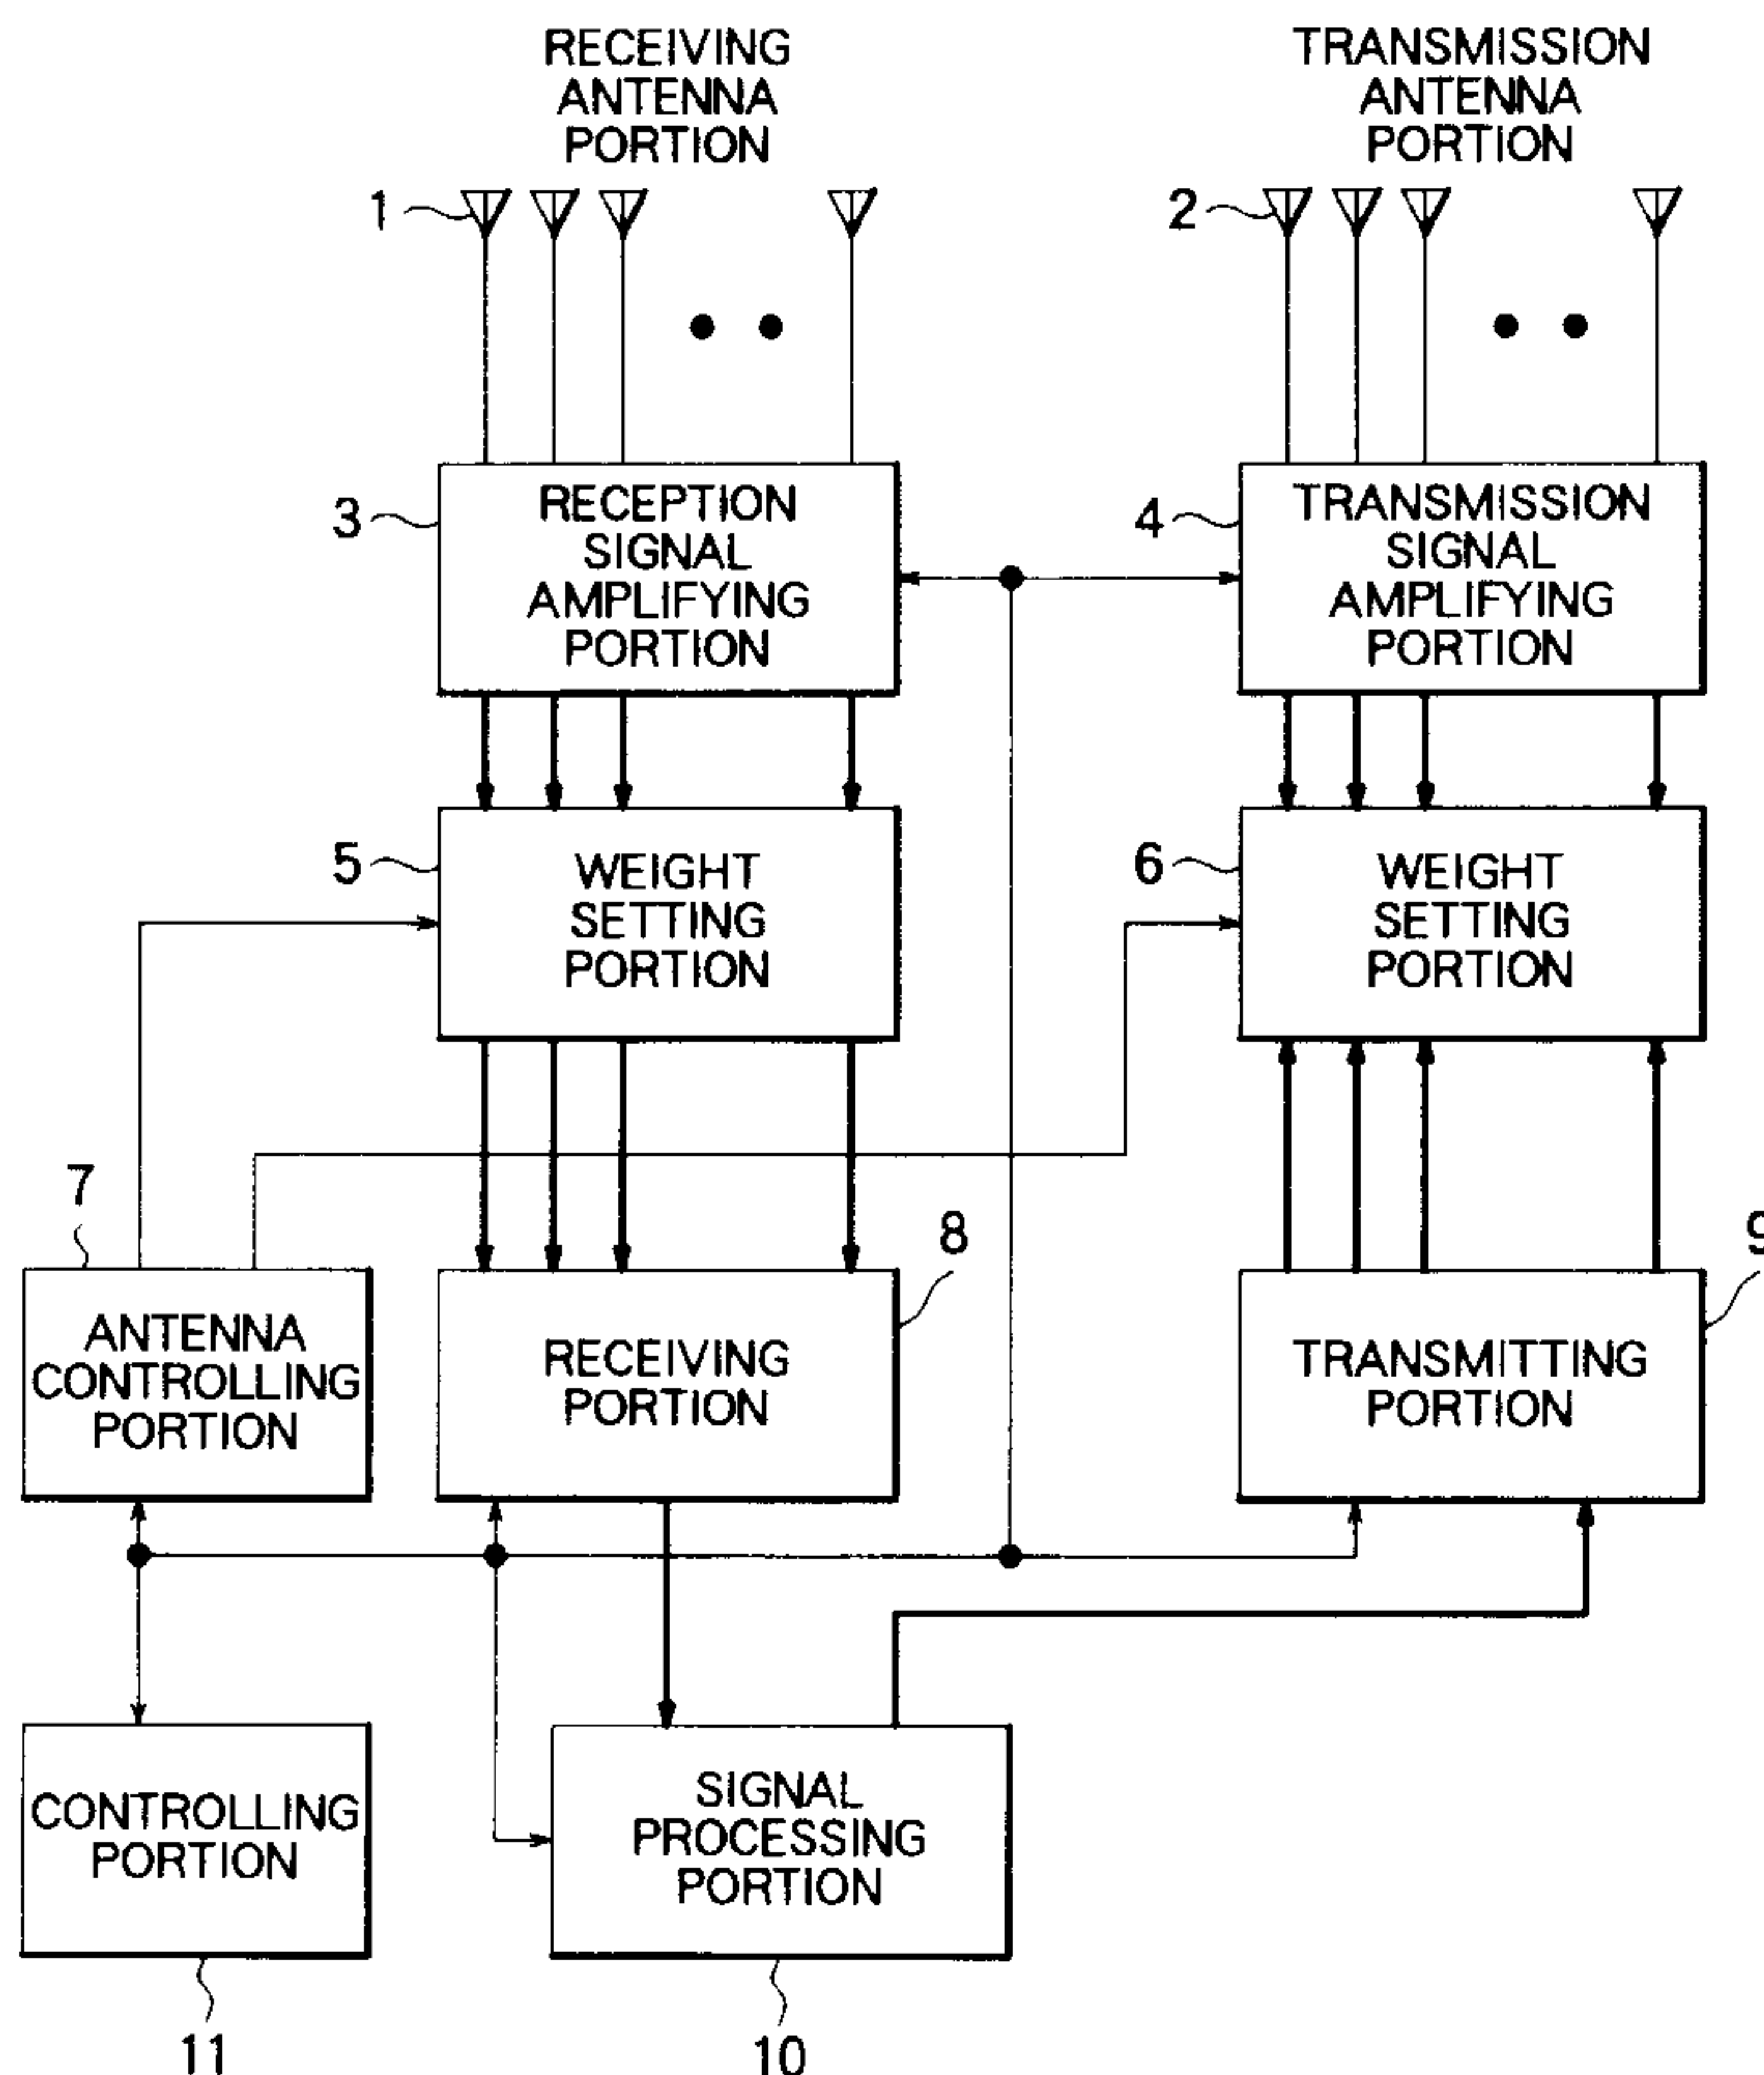 RECEIVING
ANTENNA
PORTION
TRANSMISSION
ANTENNA
PORTION
1
2
3
RECEPTION
SIGNAL
AMPLIFYING
PORTION
4
TRANSMISSION
SIGNAL
AMPLIFYING
PORTION
5
WEIGHT
SETTING
PORTION
6
WEIGHT
SETTING
PORTION
7
ANTENNA
CONTROLLING
PORTION
8
RECEIVING
PORTION
9
TRANSMITTING
PORTION
CONTROLLING
PORTION
11
SIGNAL
PROCESSING
PORTION
10